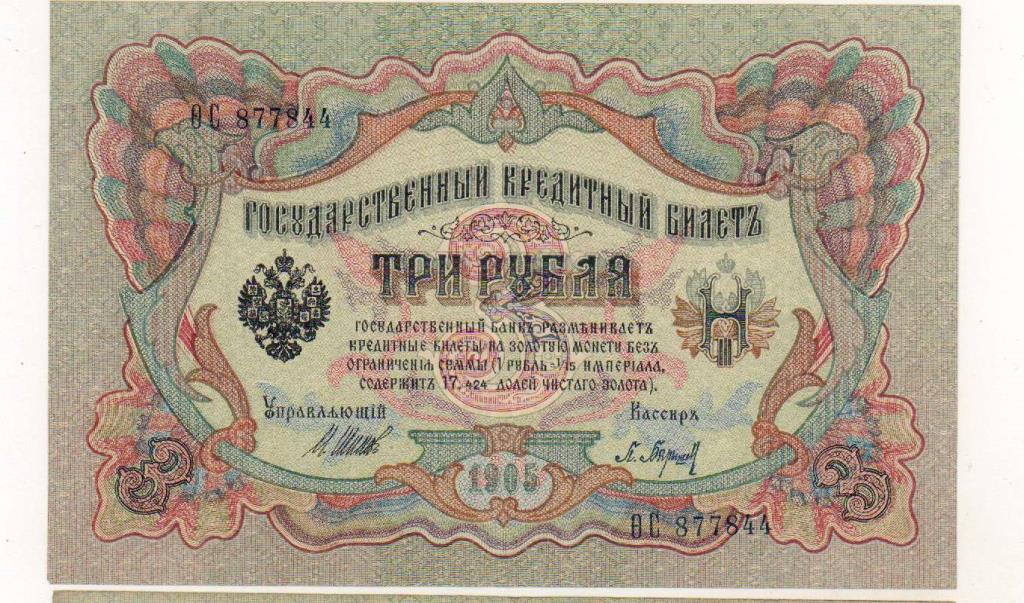 ѲС 877844
ГОСУДАРСТВЕННЫЙ КРЕДИТНЫЙ БИЛЕТЪ
ТРИ РУБЛЯ
ГОСУДАРСТВЕННЫЙ БАНКЪ РАЗМѢНИВАЕТЪ
КРЕДИТНЫЕ БИЛЕТЫ НА ЗОЛОТУЮ МОНЕТУ БЕЗЪ
ОГРАНИЧЕНІЯ СУММЫ (1 РУБЛЬ = 1/15 ИМПЕРІАЛА,
СОДЕРЖИТЪ 17,424 ДОЛЕЙ ЧИСТАГО ЗОЛОТА).
Управляющій Кассиръ
И. Шипов
3 1905 3
ѲС 877844